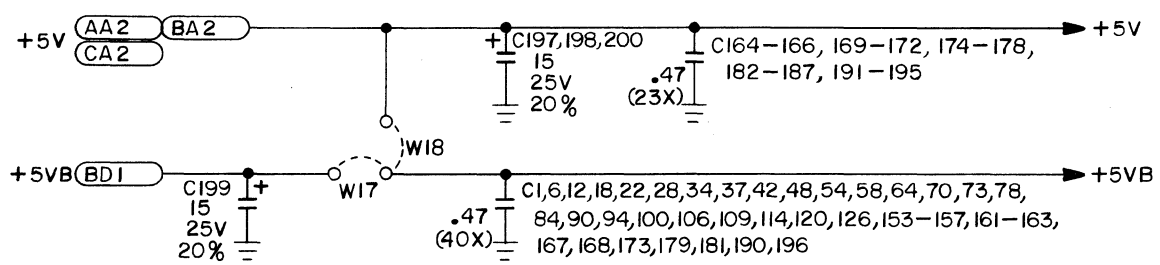 +5V AA2 BA2 +5V
CA2
+ C197,198,200
15
25V
20%
C164-166, 169-172, 174-178,
182-187, 191-195
.47
(23X)
W18
+5VB BD1 +5VB
W17
C199 +
15
25V
20%
.47
(40X)
C1,6,12,18,22,28,34,37,42,48,54,58,64,70,73,78,
84,90,94,100,106,109,114,120,126,153-157,161-163,
167,168,173,179,181,190,196